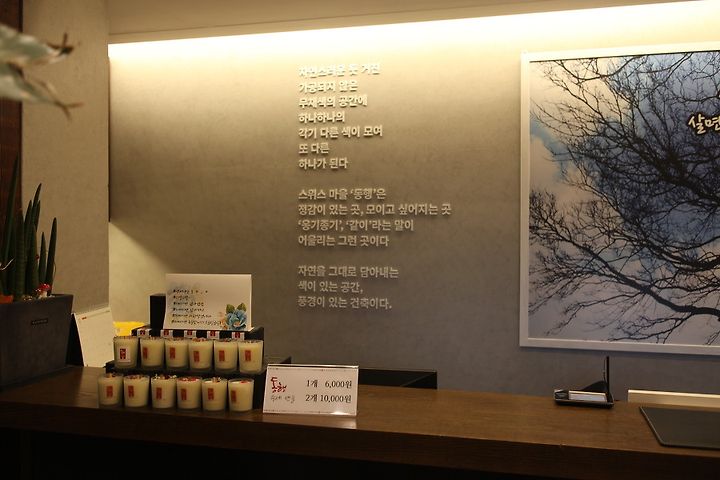 자연스러운 듯 거친
가공되지 않은
무채색의 공간에
하나하나의
각기 다른 색이 모여
또 다른
하나가 된다
스위스 마을 '동행'은
정감이 있는 곳, 모이고 싶어지는 곳
'옹기종기', '같이'라는 말이
어울리는 그런 곳이다
자연을 그대로 담아내는
색이 있는 공간,
풍경이 있는 건축이다.
살면
동행
1개 6,000원
2개 10,000원